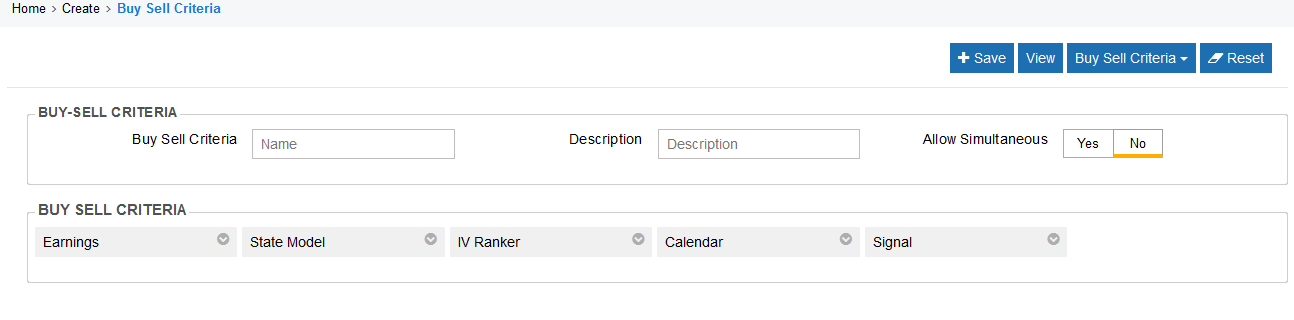 Home > Create > Buy Sell Criteria
Save View Buy Sell Criteria Reset
BUY-SELL CRITERIA
Buy Sell Criteria Name Description Description Allow Simultaneous Yes No
BUY SELL CRITERIA
Earnings State Model IV Ranker Calendar Signal